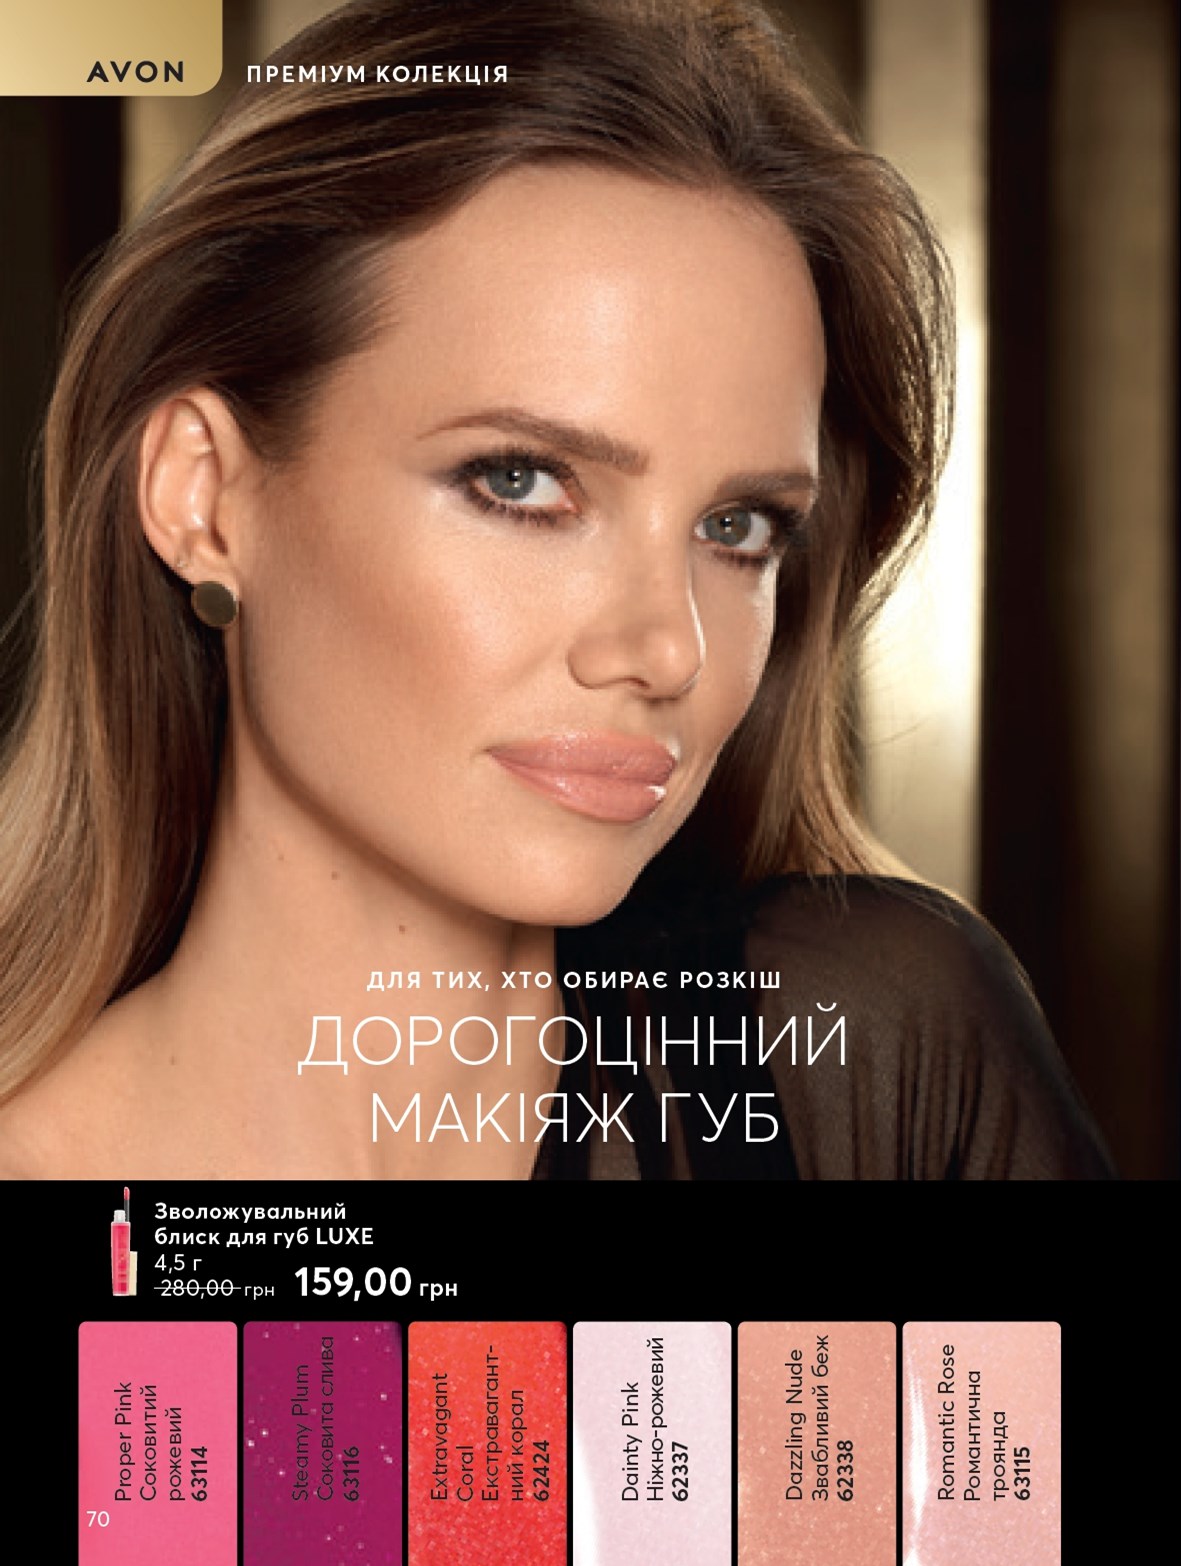 AVON
ПРЕМІУМ КОЛЕКЦІЯ
ДЛЯ ТИХ, ХТО ОБИРАЄ РОЗКІШ
ДОРОГОЦІННИЙ
МАКІЯЖ ГУБ
Зволожувальний
блиск для губ LUXE
4,5 г
280,00 грн 159,00 грн
Proper Pink
Соковитий
рожевий
63114
Steamy Plum
Соковита слива
63116
Extravagant
Coral
Екстравагант-
ний корал
62424
Dainty Pink
Ніжно-рожевий
62337
Dazzling Nude
Звабливий беж
62338
Romantic Rose
Романтична
троянда
63115
70